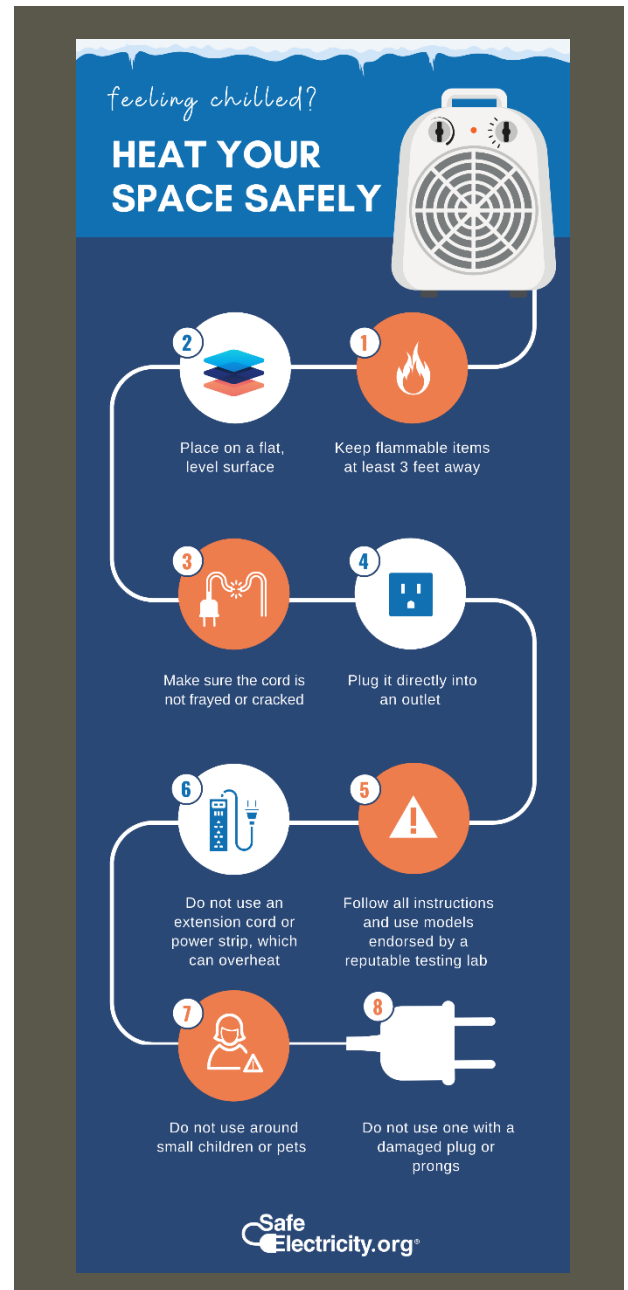 feeling chilled?
HEAT YOUR
SPACE SAFELY
1
Keep flammable items
at least 3 feet away
2
Place on a flat,
level surface
3
Make sure the cord is
not frayed or cracked
4
Plug it directly into
an outlet
5
Follow all instructions
and use models
endorsed by a
reputable testing lab
6
Do not use an
extension cord or
power strip, which
can overheat
7
Do not use around
small children or pets
8
Do not use one with a
damaged plug or
prongs
Safe
Electricity.org®